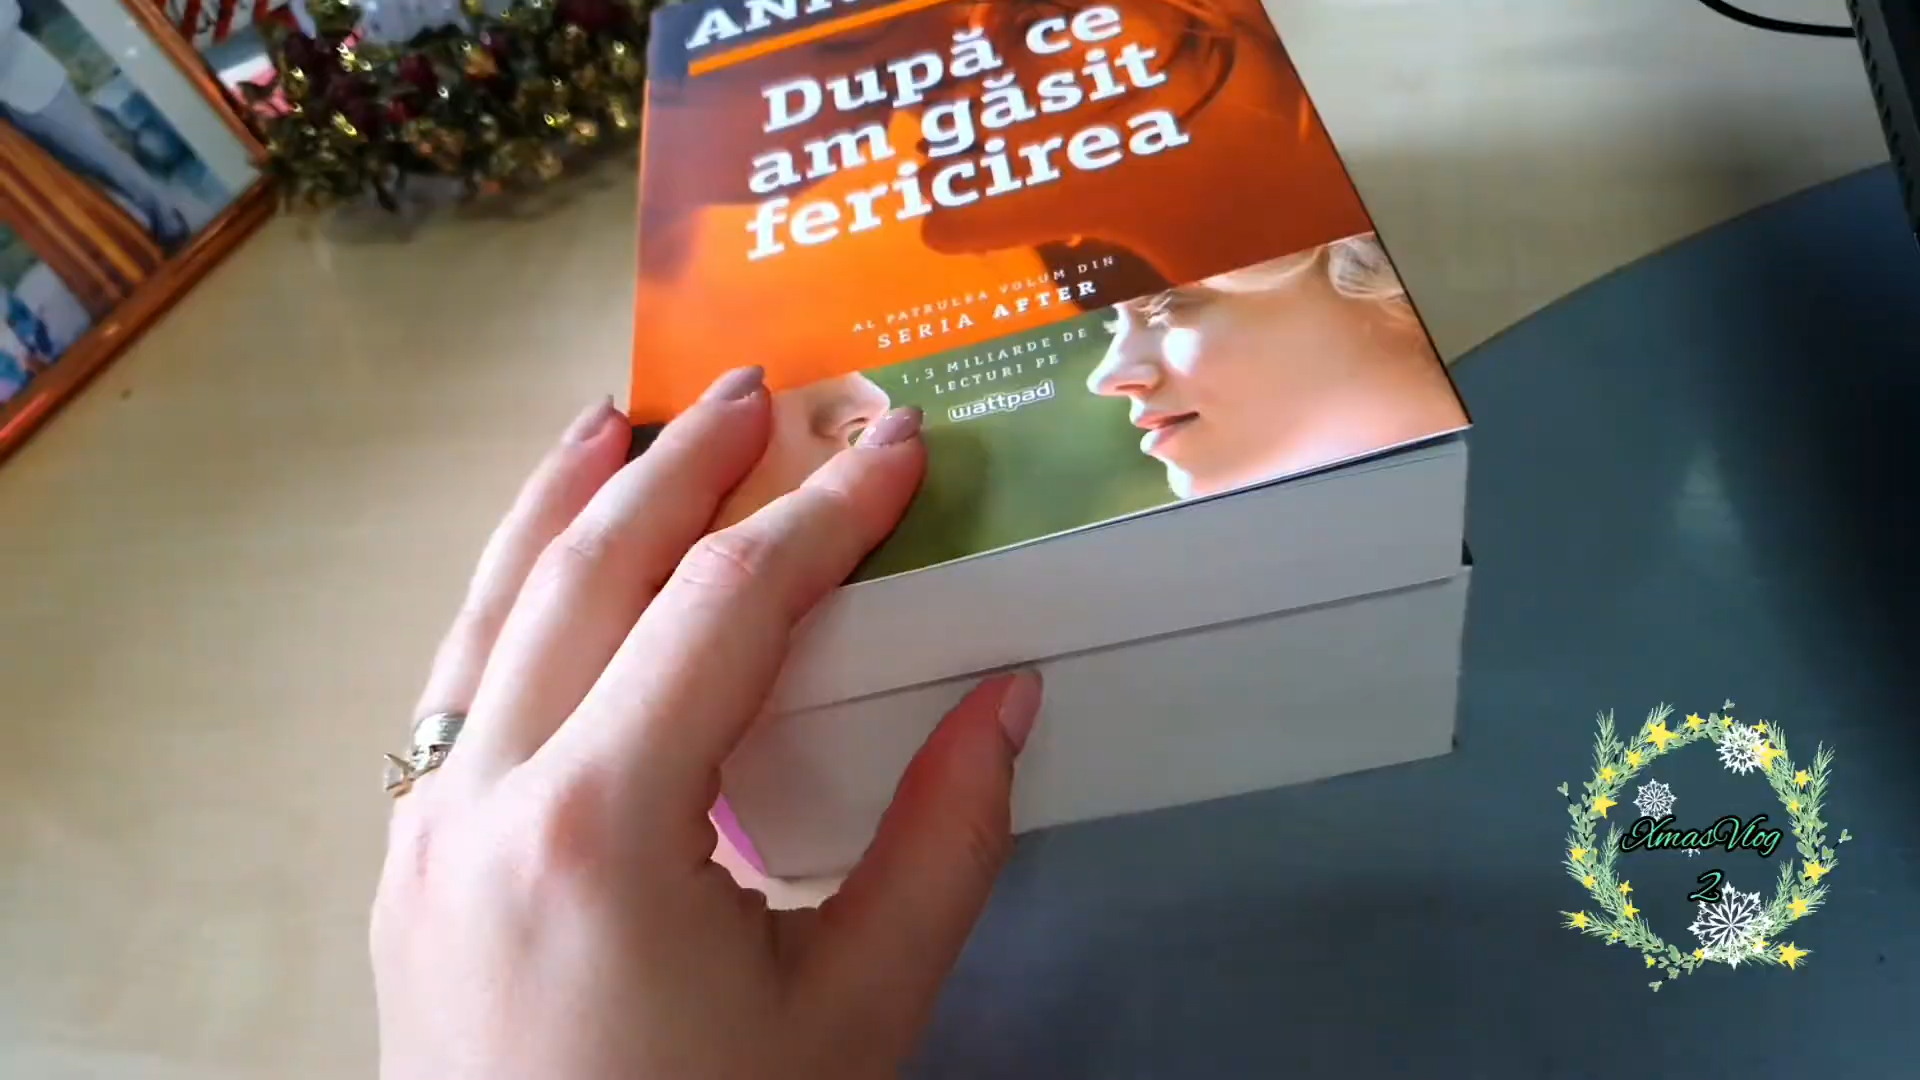 După ce
am găsit
fericirea
AL PATRULEA VOLUM DIN
SERIA AFTER
1,3 MILIARDE DE
LECTURI PE
wattpad
XmasVlog
2